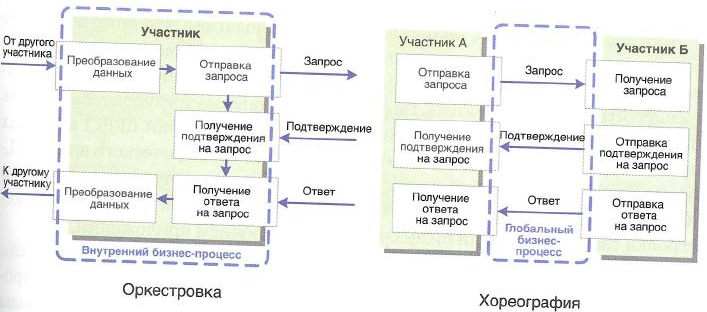 Участник
От другого
участника
Преобразование
данных
Отправка
запроса
Запрос
Получение
подтверждения
на запрос
Подтверждение
К другому
участнику
Преобразование
данных
Получение
ответа
на запрос
Ответ
Внутренний бизнес-процесс
Оркестровка
Участник А
Участник Б
Отправка
запроса
Запрос
Получение
запроса
Получение
подтверждения
на запрос
Подтверждение
Отправка
подтверждения
на запрос
Получение
ответа
на запрос
Ответ
Отправка
ответа
на запрос
Глобальный
бизнес-
процесс
Хореография